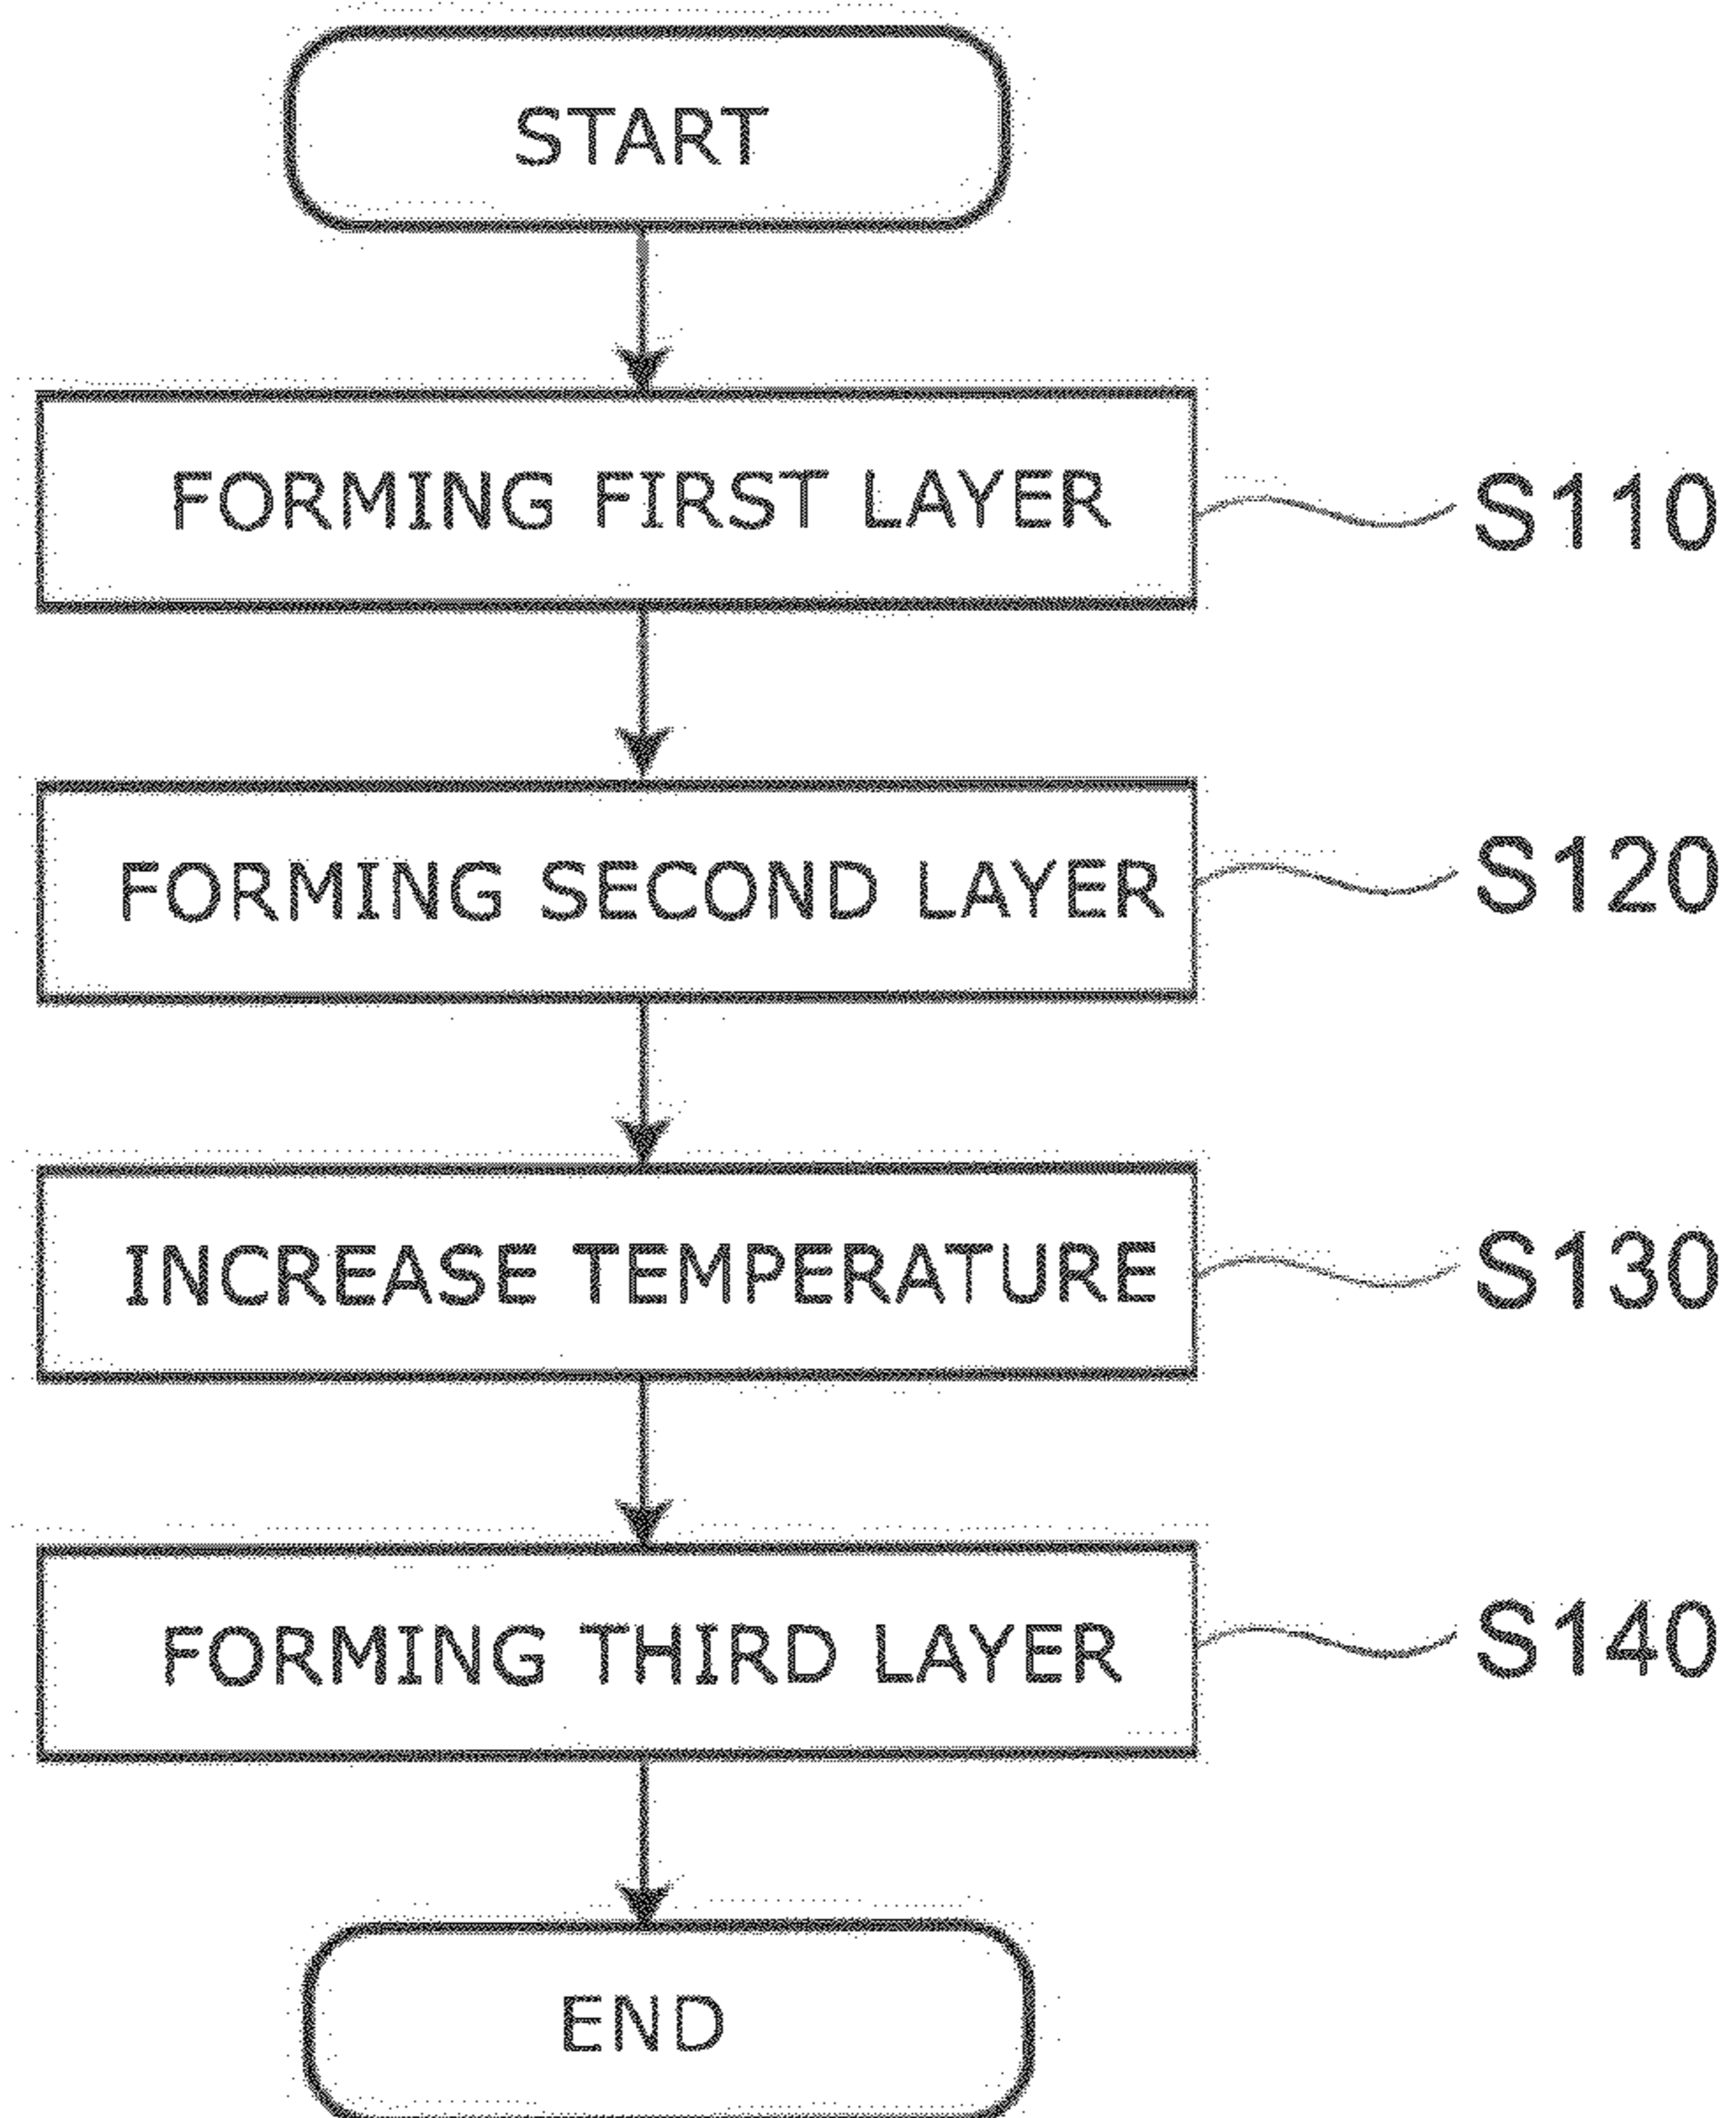 START
FORMING FIRST LAYER
S110
FORMING SECOND LAYER
S120
INCREASE TEMPERATURE
S130
FORMING THIRD LAYER
S140
END